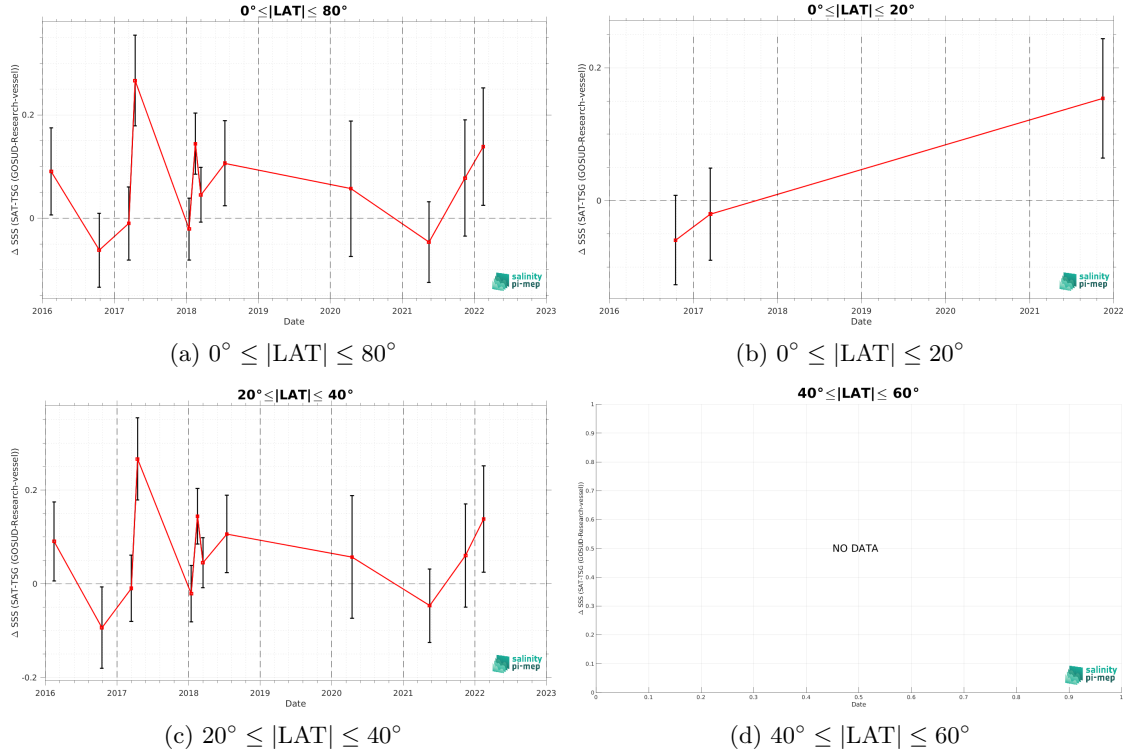 0°≤|LAT|≤ 80°
Δ SSS (SAT-TSG (GOSUD-Research-vessel))
0.2
0
2016 2017 2018 2019 2020 2021 2022 2023
Date
salinity
pi-mep
(a) 0° ≤ |LAT| ≤ 80°
0°≤|LAT|≤ 20°
Δ SSS (SAT-TSG (GOSUD-Research-vessel))
0.2
0
2016 2017 2018 2019 2020 2021 2022
Date
salinity
pi-mep
(b) 0° ≤ |LAT| ≤ 20°
20°≤|LAT|≤ 40°
Δ SSS (SAT-TSG (GOSUD-Research-vessel))
0.2
0
-0.2
2016 2017 2018 2019 2020 2021 2022 2023
Date
salinity
pi-mep
(c) 20° ≤ |LAT| ≤ 40°
40°≤|LAT|≤ 60°
Δ SSS (SAT-TSG (GOSUD-Research-vessel))
1
0.9
0.8
0.7
0.6
0.5
0.4
0.3
0.2
0.1
0
NO DATA
0 0.1 0.2 0.3 0.4 0.5 0.6 0.7 0.8 0.9 1
Date
salinity
pi-mep
(d) 40° ≤ |LAT| ≤ 60°